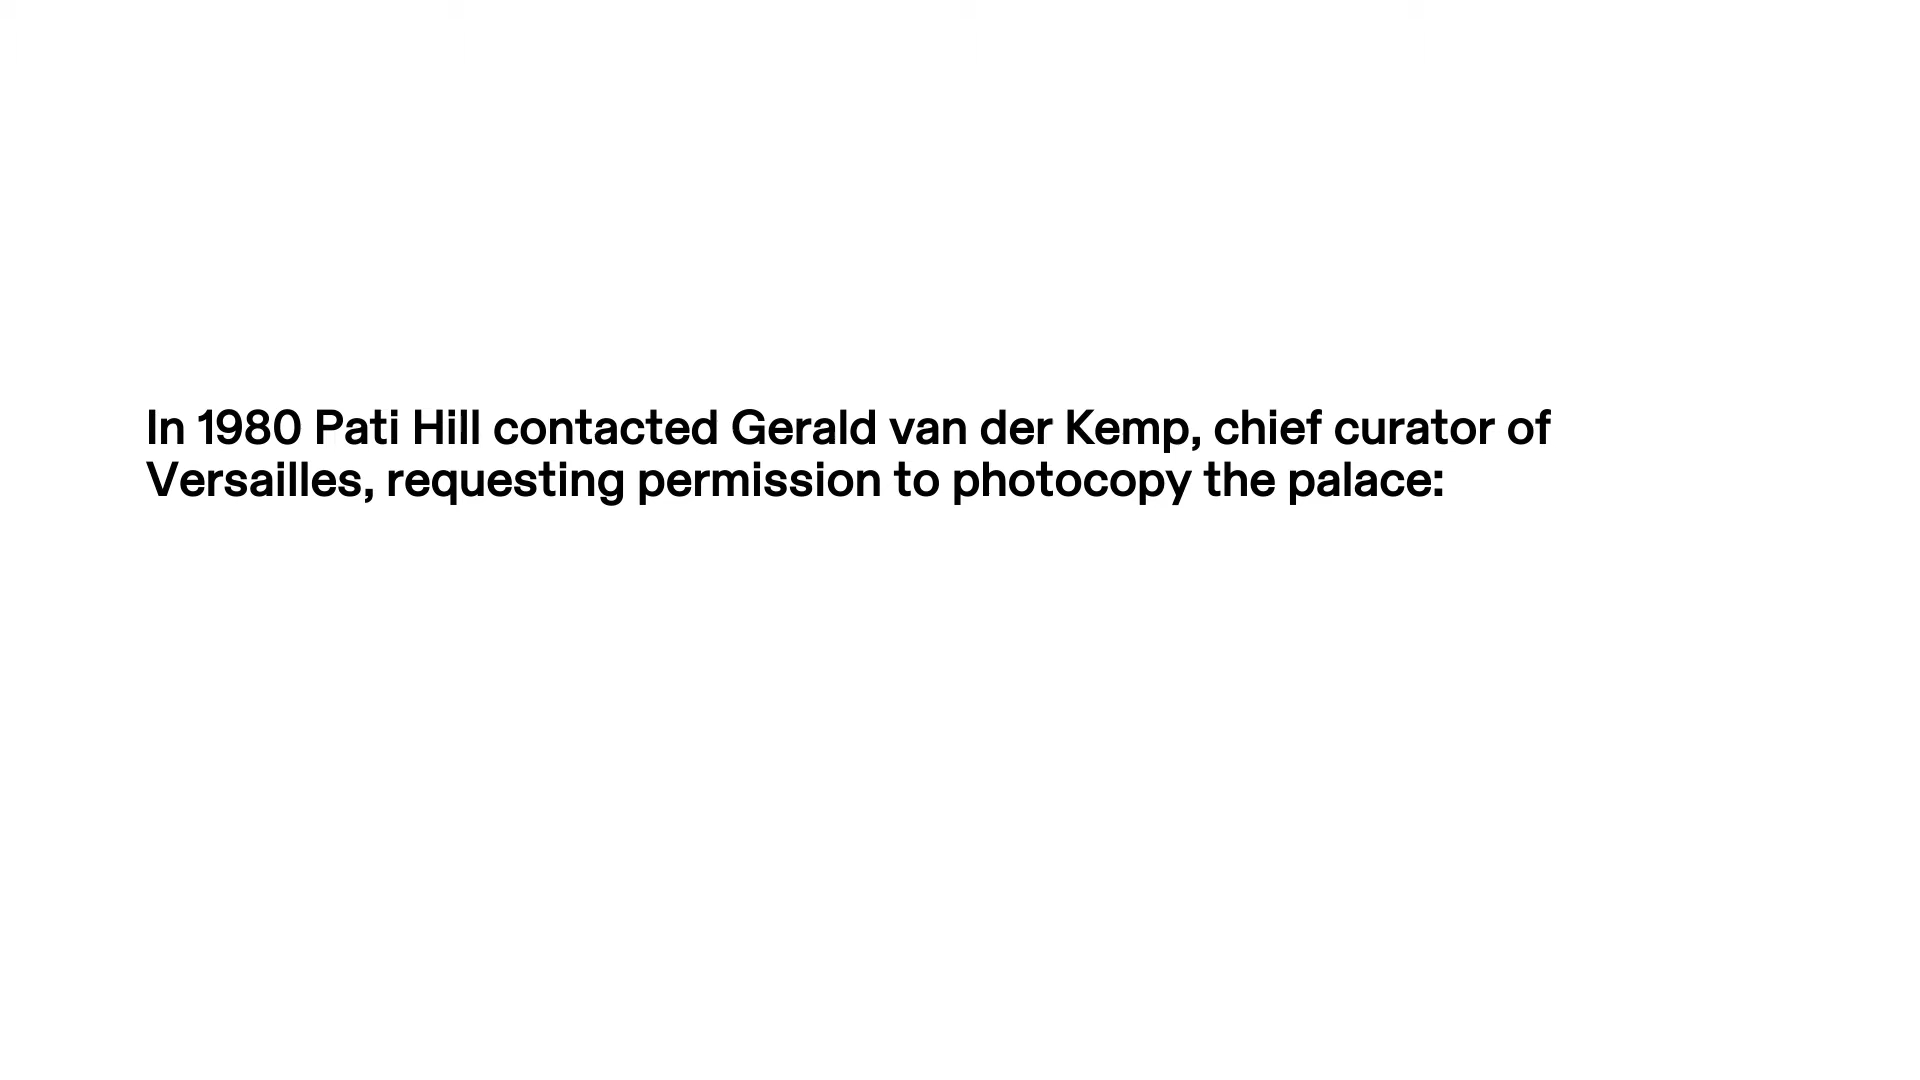 In 1980 Pati Hill contacted Gerald van der Kemp, chief curator of
Versailles, requesting permission to photocopy the palace: